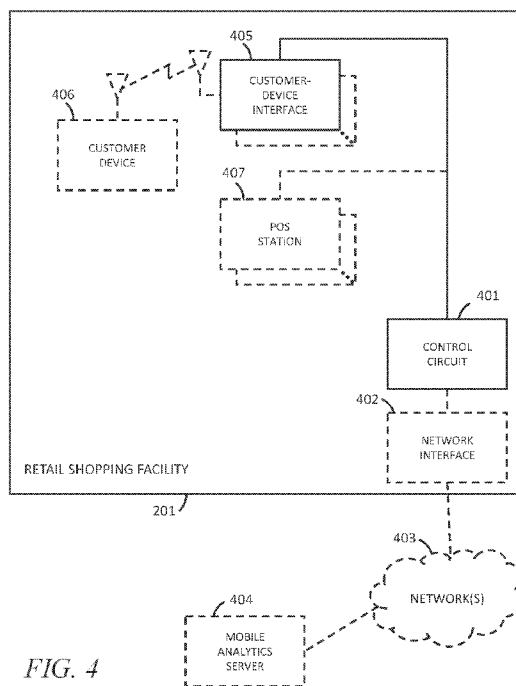 405
406
CUSTOMER-
DEVICE
INTERFACE
CUSTOMER
DEVICE
407
POS
STATION
401
CONTROL
CIRCUIT
402
NETWORK
INTERFACE
RETAIL SHOPPING FACILITY
201
403
NETWORK(S)
404
MOBILE
ANALYTICS
SERVER
FIG. 4